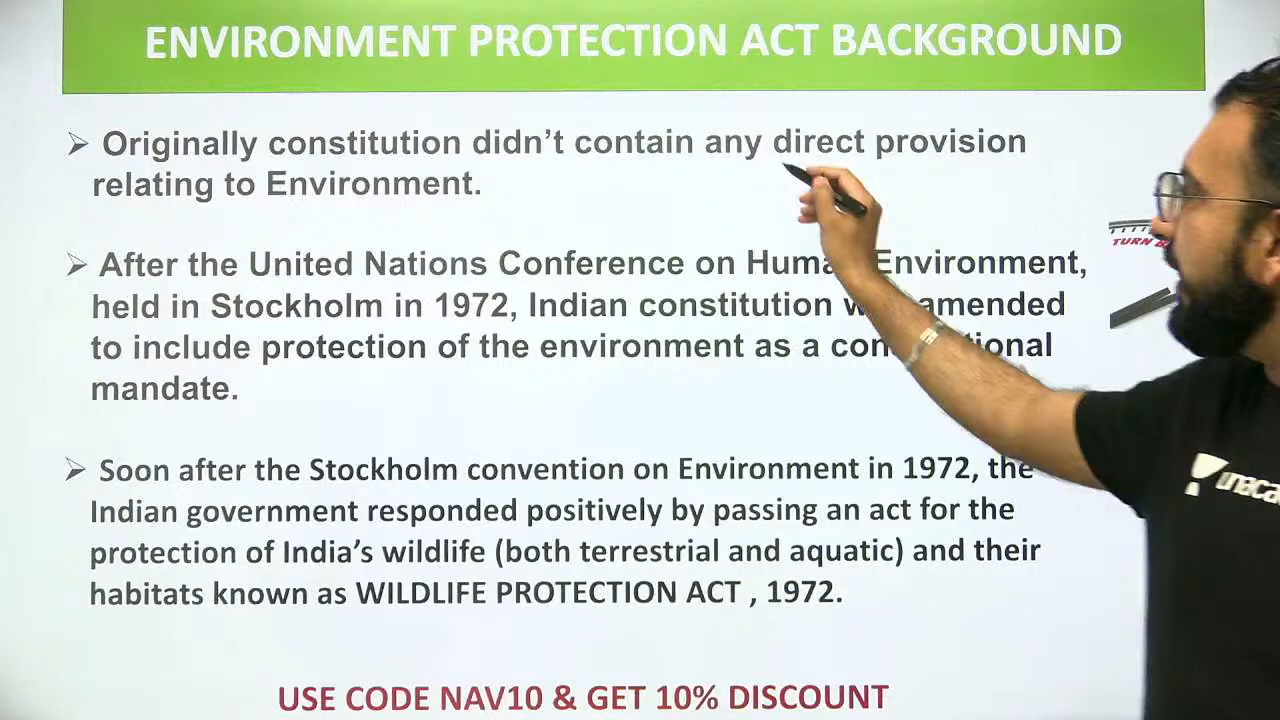 ENVIRONMENT PROTECTION ACT BACKGROUND
Originally constitution didn't contain any direct provision
relating to Environment.
After the United Nations Conference on Environment,
held in Stockholm in 1972, Indian constitution amended
to include protection of the environment as a
mandate.
Soon after the Stockholm convention on Environment in 1972, the
Indian government responded positively by passing an act for the
protection of India's wildlife (both terrestrial and aquatic) and their
habitats known as WILDLIFE PROTECTION ACT , 1972.
USE CODE NAV10 & GET 10% DISCOUNT
TURN